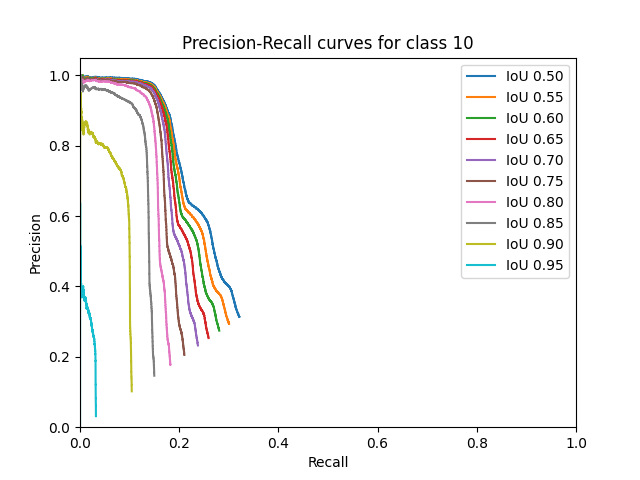 Precision-Recall curves for class 10
1.0
0.8
0.6
0.4
0.2
0.0
Precision
0.0 0.2 0.4 0.6 0.8 1.0
Recall
IoU 0.50
IoU 0.55
IoU 0.60
IoU 0.65
IoU 0.70
IoU 0.75
IoU 0.80
IoU 0.85
IoU 0.90
IoU 0.95